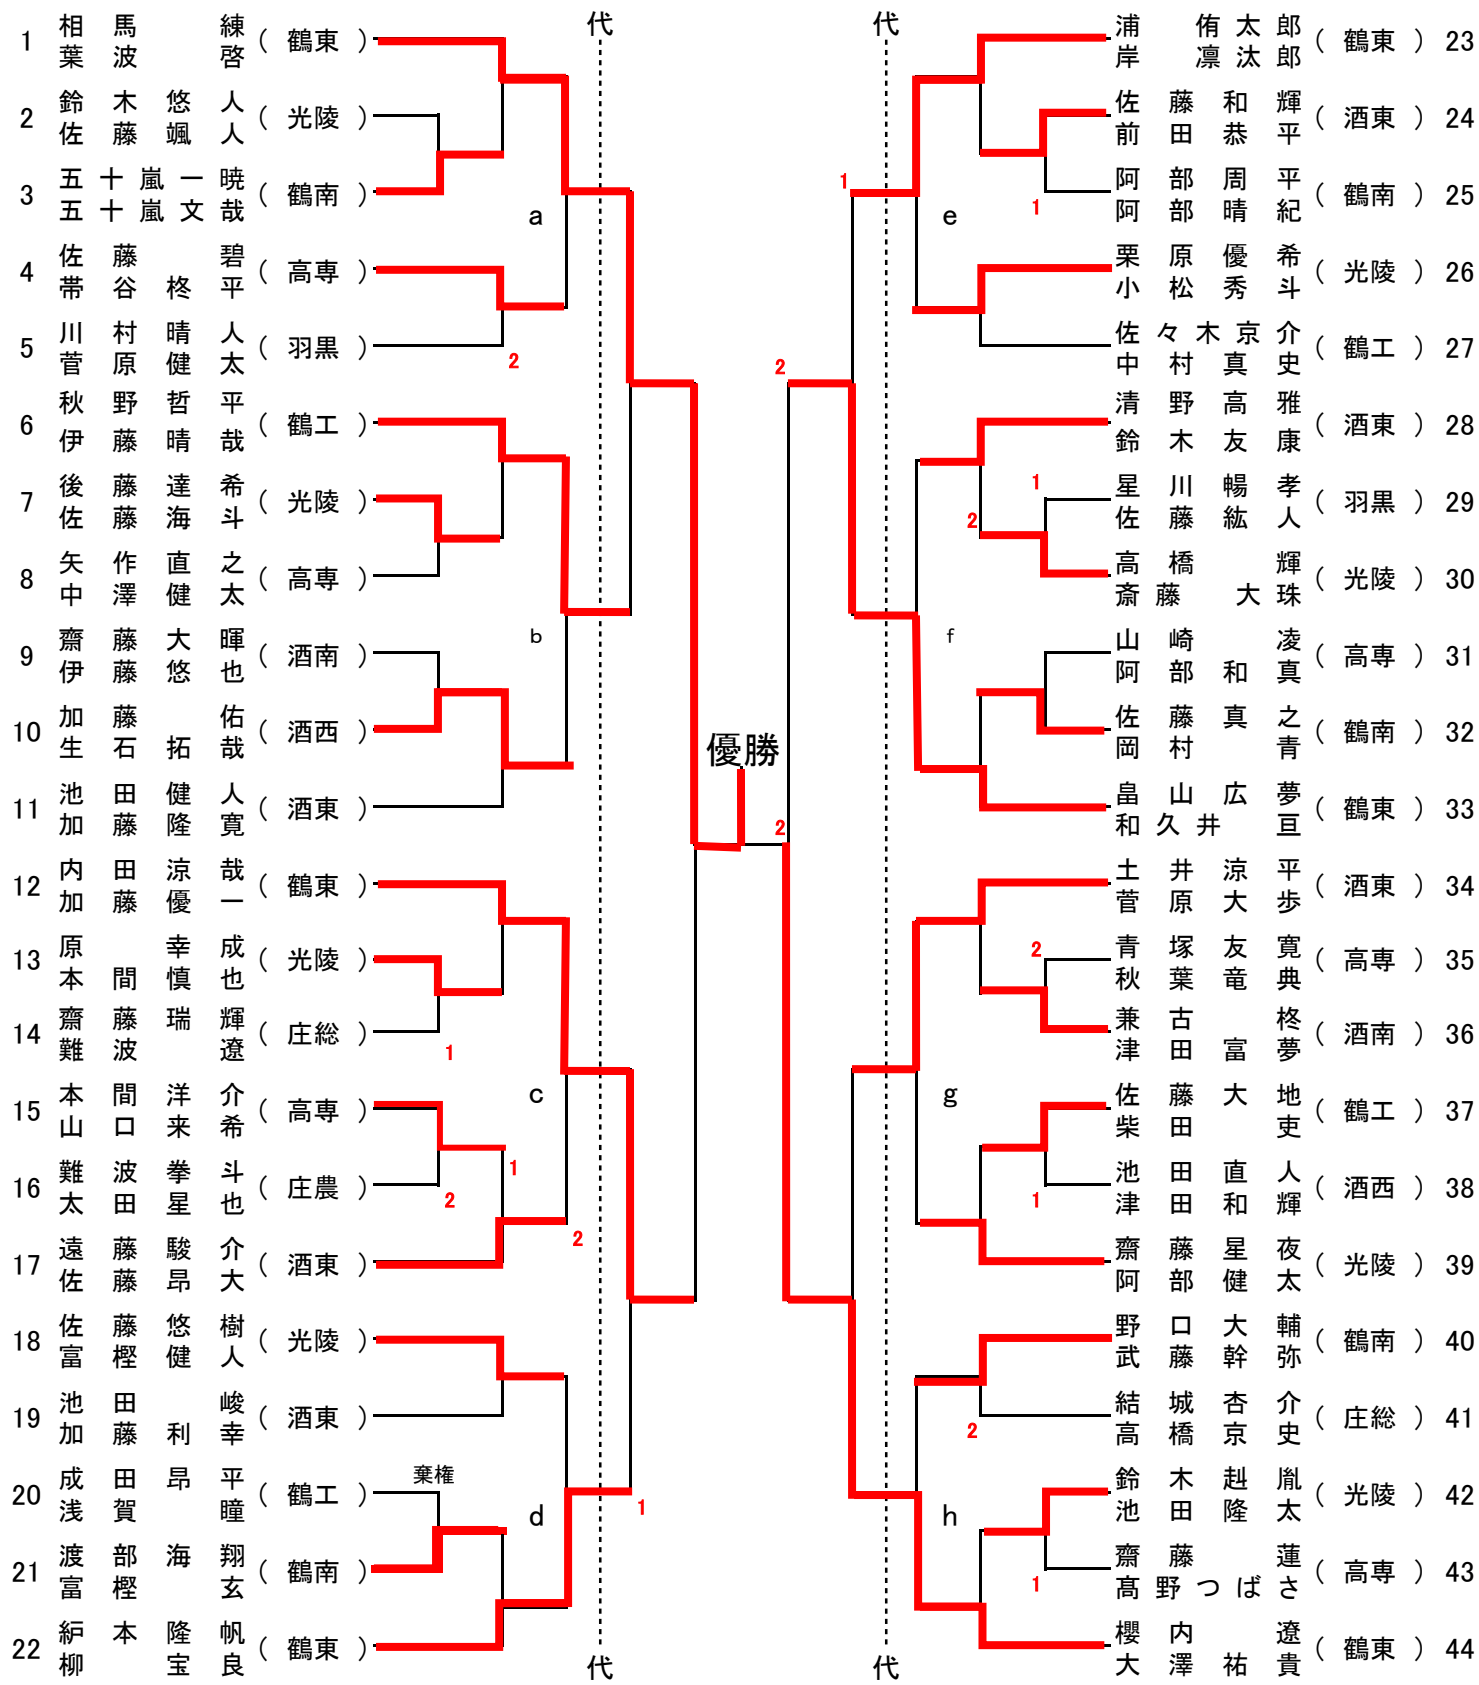 代 代
1 相馬練 ( 鶴東 )
葉波啓
2 鈴木悠人 ( 光陵 )
佐藤颯人
3 五十嵐一暁 ( 鶴南 )
五十嵐文哉
a
4 佐藤碧 ( 高専 )
帯谷柊平
5 川村晴人 ( 羽黒 )
菅原健太
2
6 秋野哲平 ( 鶴工 )
伊藤晴哉
7 後藤達希 ( 光陵 )
佐藤海斗
8 矢作直之 ( 高専 )
中澤健太
b
9 齋藤大暉 ( 酒南 )
伊藤悠也
10 加藤佑 ( 酒西 )
生石拓哉
11 池田健人 ( 酒東 )
加藤隆寛
12 内田涼哉 ( 鶴東 )
加藤優一
13 原幸成 ( 光陵 )
本間慎也
14 齋藤瑞輝 ( 庄総 )
難波遼
1
c
15 本間洋介 ( 高専 )
山口来希
1
16 難波拳斗 ( 庄農 )
太田星也
2
2
17 遠藤駿介 ( 酒東 )
佐藤昂大
18 佐藤悠樹 ( 光陵 )
富樫健人
19 池田峻 ( 酒東 )
加藤利幸
棄権
20 成田昂平 ( 鶴工 )
浅賀瞳
d
1
21 渡部海翔 ( 鶴南 )
富樫玄
22 絽本隆帆 ( 鶴東 )
柳宝良
優勝
2
2
浦侑太郎 ( 鶴東 ) 23
岸凛汰郎
佐藤和輝 ( 酒東 ) 24
前田恭平
1
阿部周平 ( 鶴南 ) 25
阿部晴紀
1
e
栗原優希 ( 光陵 ) 26
小松秀斗
佐々木京介 ( 鶴工 ) 27
中村真史
清野高雅 ( 酒東 ) 28
鈴木友康
1
星川暢孝 ( 羽黒 ) 29
佐藤紘人
2
高橋輝 ( 光陵 ) 30
斎藤大珠
f
山崎凌 ( 高専 ) 31
阿部和真
佐藤真之 ( 鶴南 ) 32
岡村青
畠山広夢 ( 鶴東 ) 33
和久井亘
土井涼平 ( 酒東 ) 34
菅原大歩
2
青塚友寛 ( 高専 ) 35
秋葉竜典
兼古柊 ( 酒南 ) 36
津田富夢
g
佐藤大地 ( 鶴工 ) 37
柴田吏
池田直人 ( 酒西 ) 38
津田和輝
1
齋藤星夜 ( 光陵 ) 39
阿部健太
野口大輔 ( 鶴南 ) 40
武藤幹弥
結城杏介 ( 庄総 ) 41
高橋京史
2
鈴木赳胤 ( 光陵 ) 42
池田隆太
h
齋藤蓮 ( 高専 ) 43
髙野つばさ
1
櫻内遼 ( 鶴東 ) 44
大澤祐貴
代 代